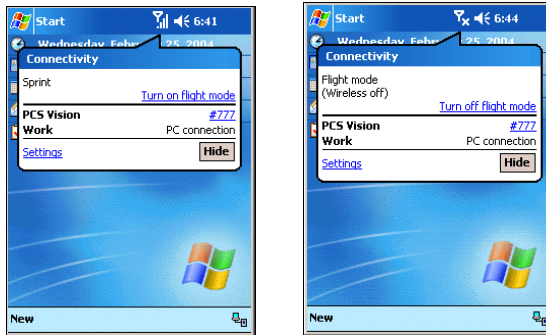 Start 6:41
Wednesday, Febr 25 2004
Connectivity
Sprint
Turn on flight mode
PCS Vision #777
Work PC connection
Settings Hide
New
Start 6:44
Wednesday, Febr 25 2004
Connectivity
Flight mode
(Wireless off)
Turn off flight mode
PCS Vision #777
Work PC connection
Settings Hide
New